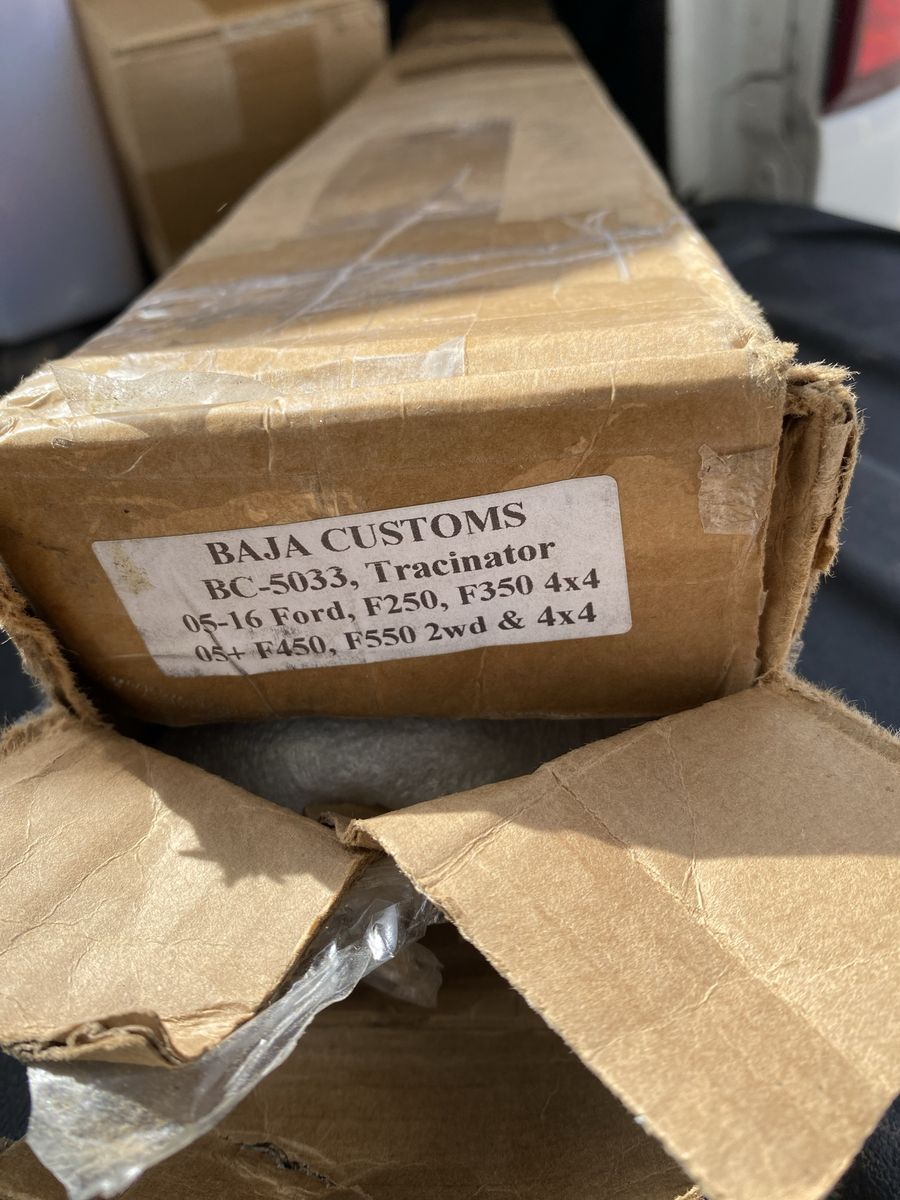 BAJA CUSTOMS
BC-5033, Tracinator
05-16 Ford, F250, F350 4x4
05+ F450, F550 2wd & 4x4